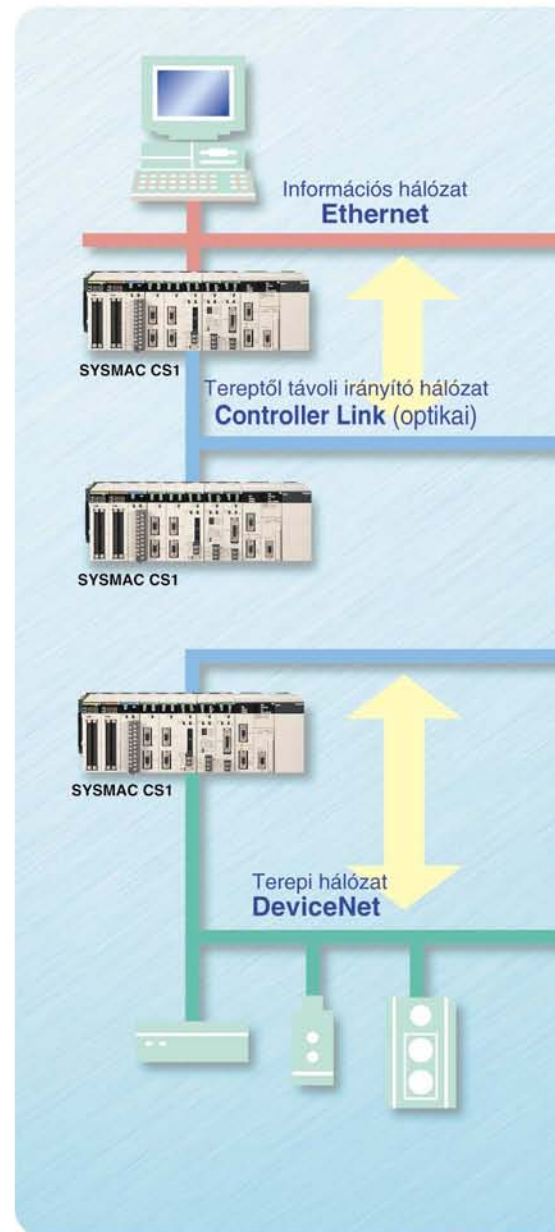 Információs hálózat
Ethernet
SYSMAC CS1
Tereptől távoli irányító hálózat
Controller Link (optikai)
SYSMAC CS1
SYSMAC CS1
Terepi hálózat
DeviceNet